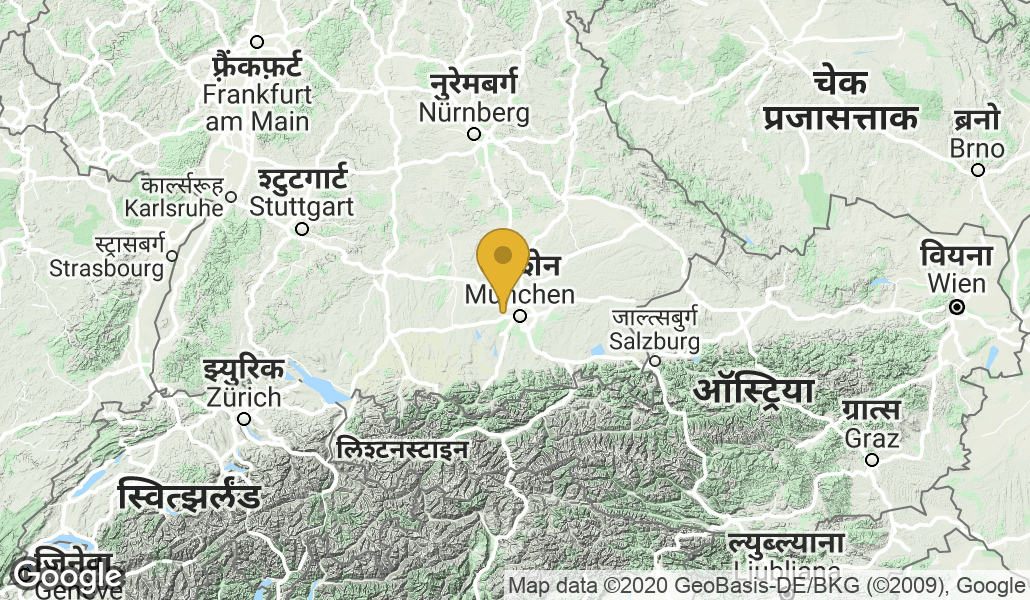 फ़्रैंकफ़र्ट
Frankfurt
am Main
नुरेमबर्ग
Nürnberg
चेक
प्रजासत्ताक
ब्रनो
Brno
कार्ल्सरूह
Karlsruhe
श्टुटगार्ट
Stuttgart
स्ट्रासबर्ग
Strasbourg
München
वियना
Wien
जाल्त्सबुर्ग
Salzburg
झ्युरिक
Zürich
ऑस्ट्रिया
ग्रात्स
Graz
लिश्टनस्टाइन
स्वित्झर्लंड
ल्युब्ल्याना
Ljubljana
जिनेवा
Genève
Google
Map data ©2020 GeoBasis-DE/BKG (©2009), Google